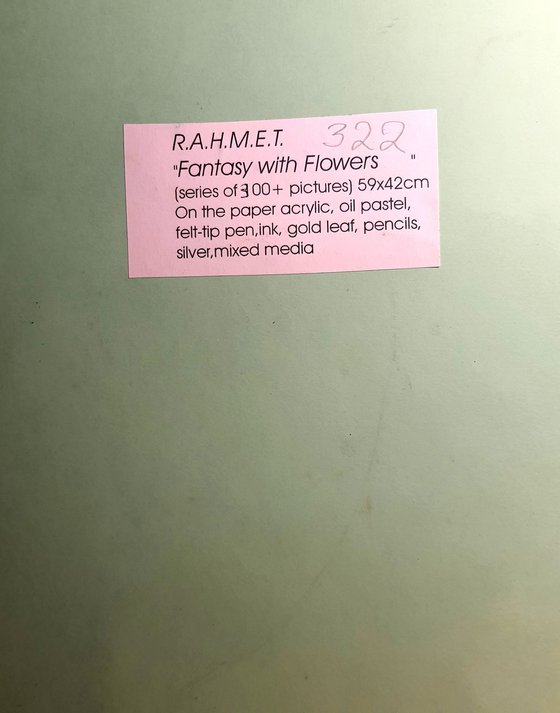 R.A.H.M.E.T. 322
"Fantasy with Flowers "
(series of 300+ pictures) 59x42cm
On the paper acrylic, oil pastel,
felt-tip pen,ink, gold leaf, pencils,
silver,mixed media